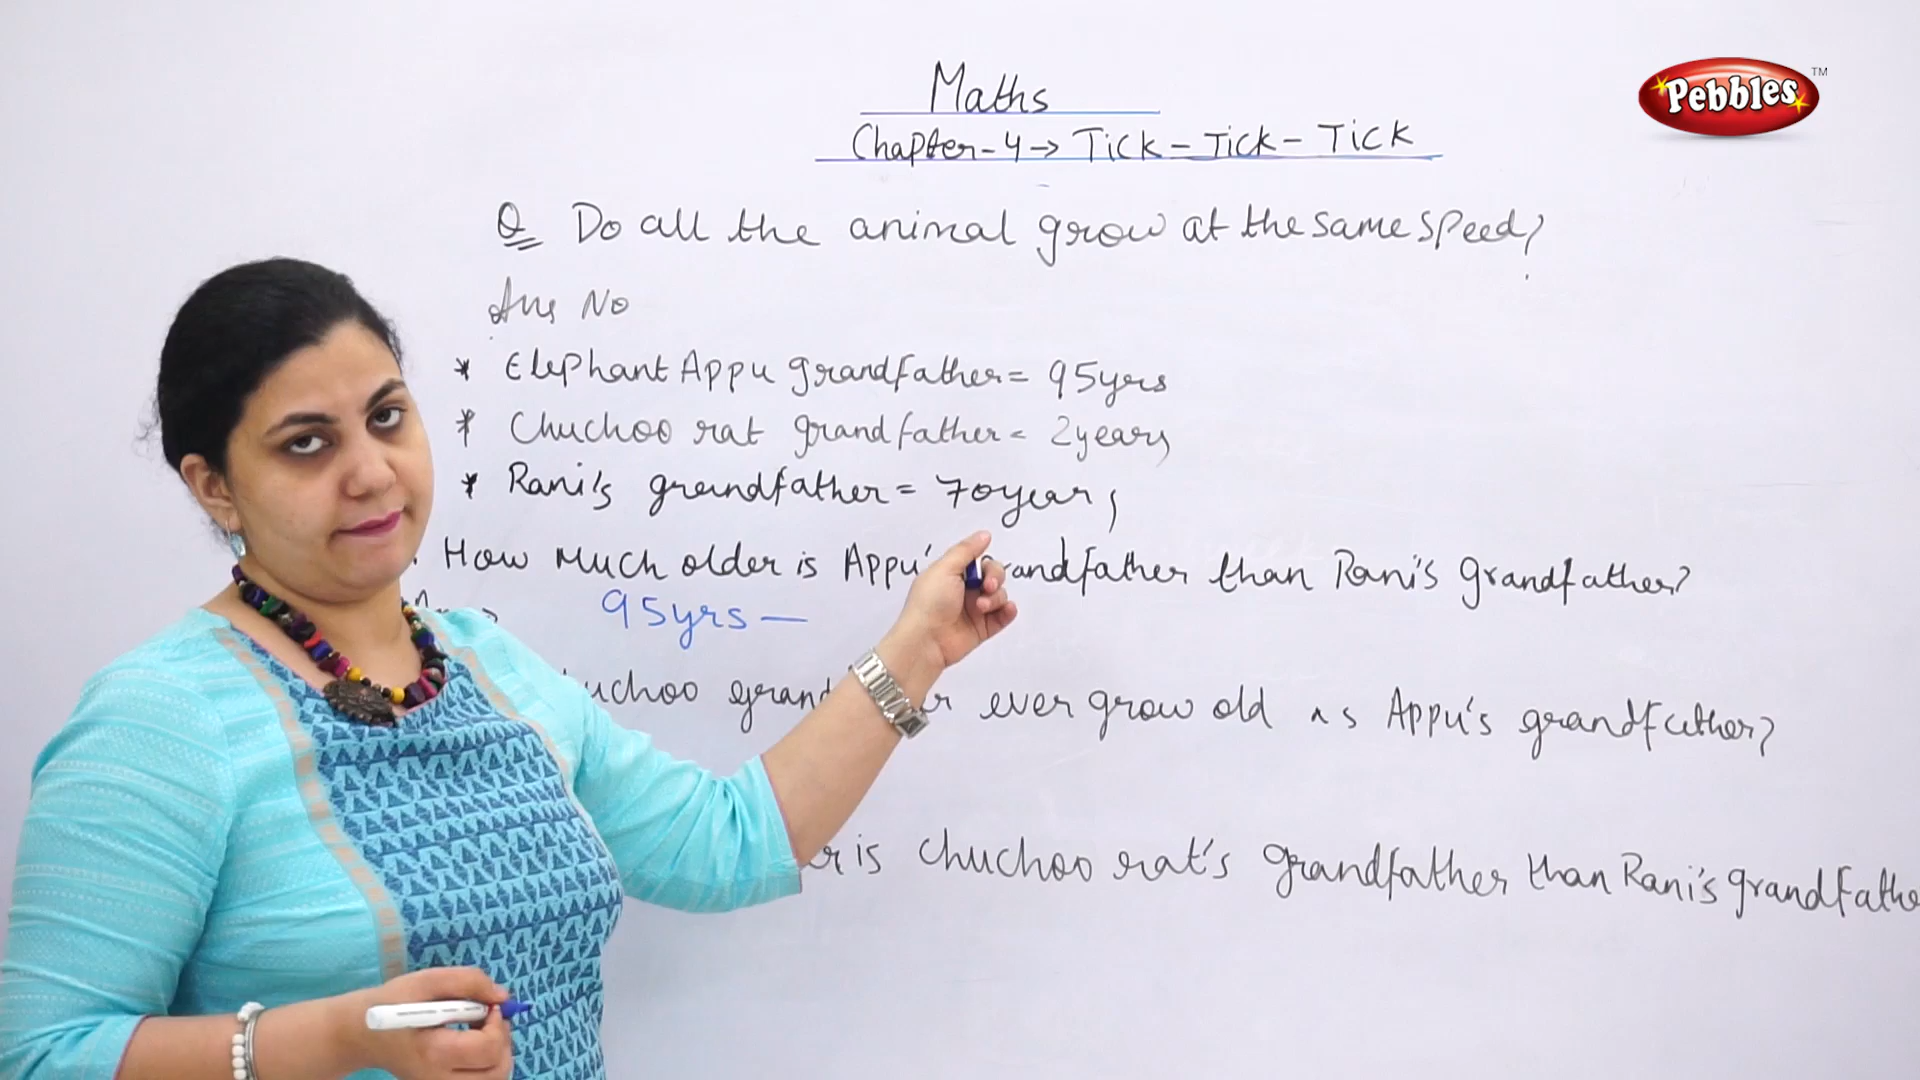 Pebbles TM
Maths
Chapter-4→ Tick-Tick-Tick
Q Do all the animal grow at the same speed?
Ans No
* Elephant Appu grandfather= 95yrs
* Chuchoo rat grandfather= 2years
* Rani's grandfather= 70years
How Much older is Appu's grandfather than Rani's grandfather?
95yrs —
uchoo grand r ever grow old as Appu's grandfather?
er is Chuchoo rat's grandfather than Rani's grandfathe